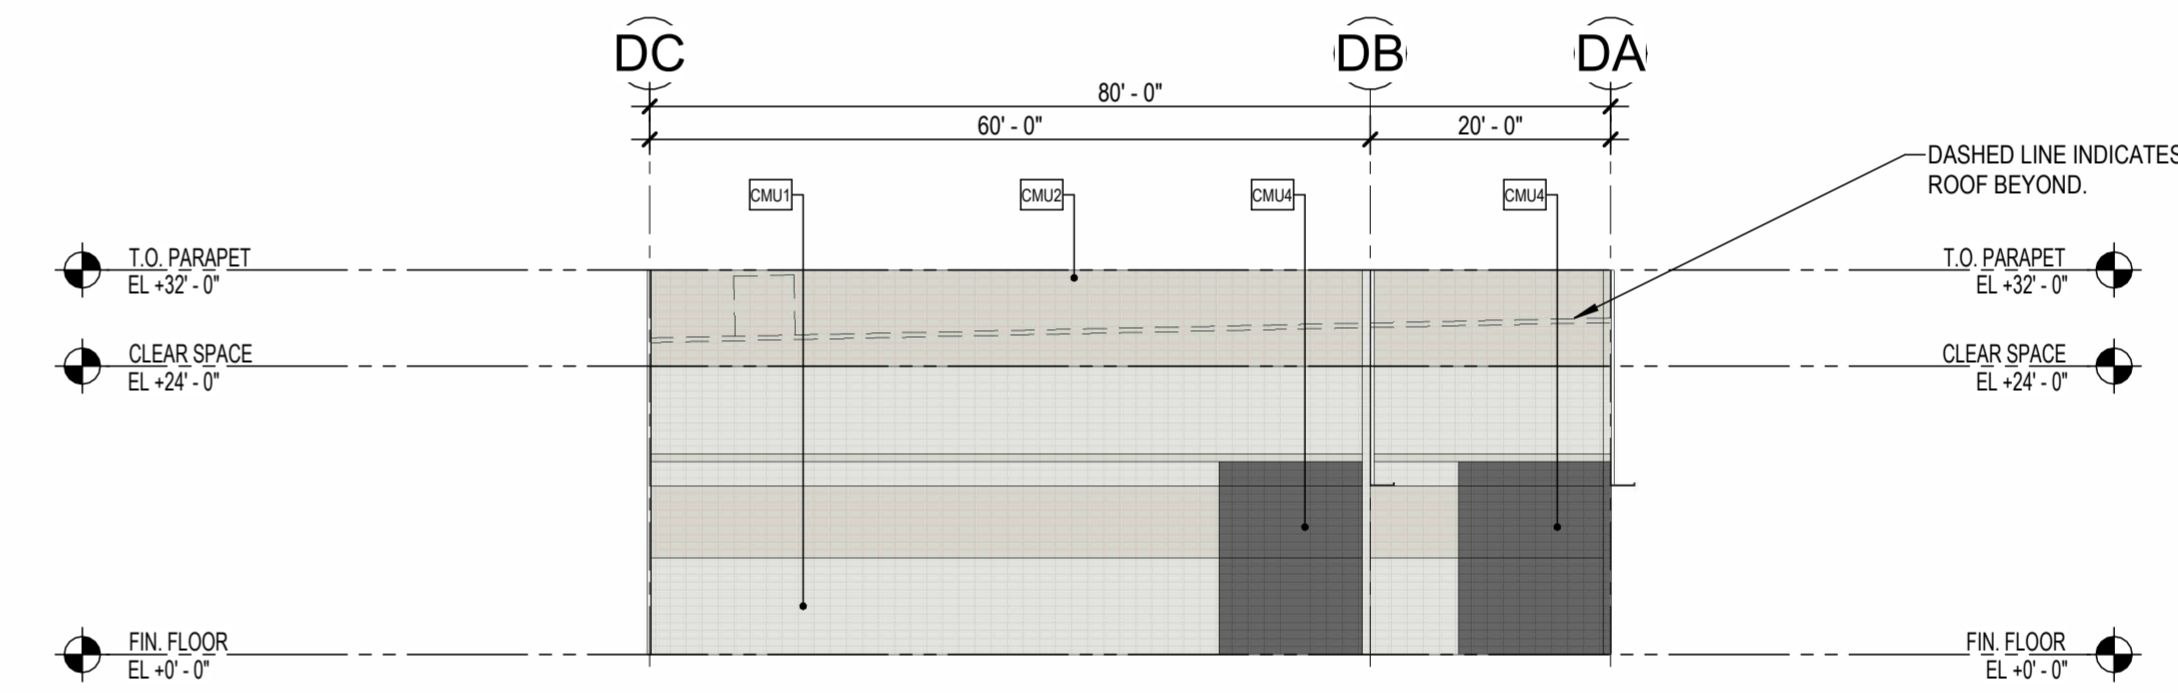 DC DB DA
80' - 0"
60' - 0" 20' - 0"
DASHED LINE INDICATES
ROOF BEYOND.
CMU1 CMU2 CMU4 CMU4
T.O. PARAPET
EL +32' - 0"
T.O. PARAPET
EL +32' - 0"
CLEAR SPACE
EL +24' - 0"
CLEAR SPACE
EL +24' - 0"
FIN. FLOOR
EL +0' - 0"
FIN. FLOOR
EL +0' - 0"